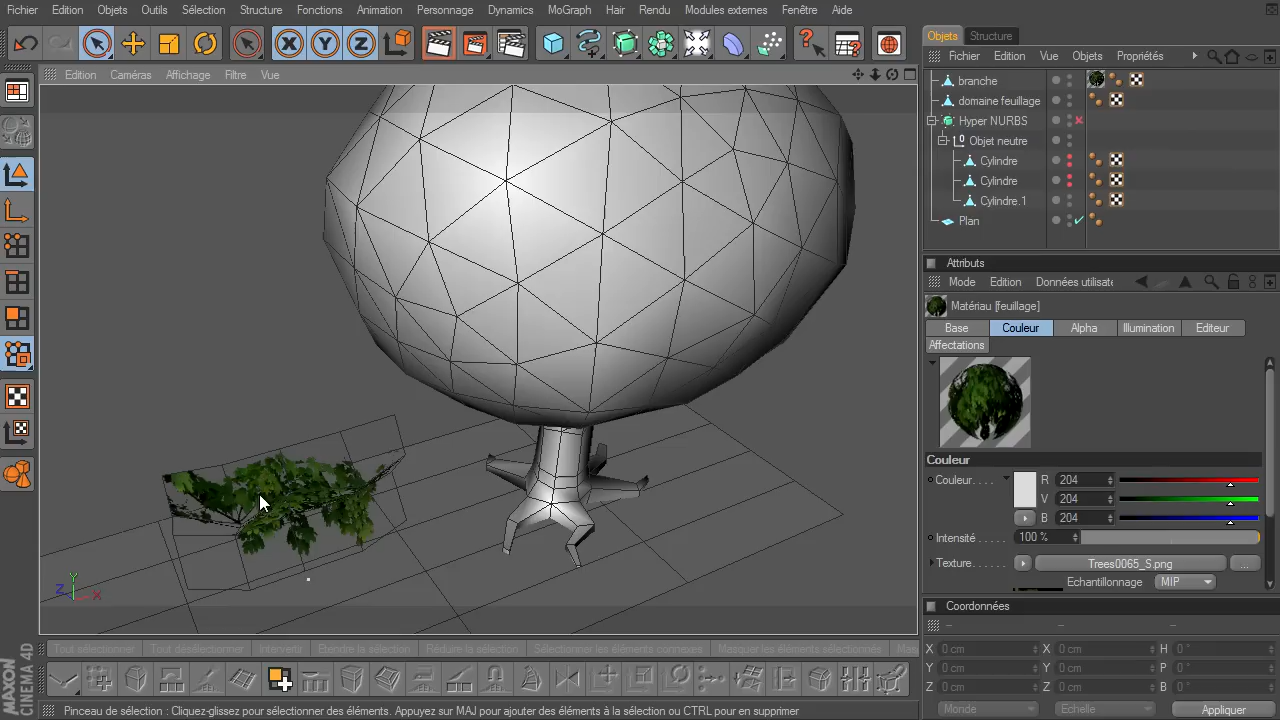 Fichier Edition Objets Outils Sélection Structure Fonctions Animation Personnage Dynamics MoGraph Hair Rendu Modules externes Fenêtre Aide
Edition Caméras Affichage Filtre Vue
Objets Structure
Fichier Edition Vue Objets Propriétés
branche
domaine feuillage
Hyper NURBS
Objet neutre
Cylindre
Cylindre
Cylindre.1
Plan
Attributs
Mode Edition Données utilisate
Matériau [feuillage]
Base Couleur Alpha Illumination Editeur
Affectations
Couleur
Couleur. . . . R 204
V 204
B 204
Intensité . . . . . 100 %
Texture. . . . . . Trees0065_S.png ...
Echantillonnage MIP
Coordonnées
X 0 cm X 0 cm H 0 °
Y 0 cm Y 0 cm P 0 °
Z 0 cm Z 0 cm B 0 °
Monde Echelle Appliquer
Y
Z X
Tout sélectionner Tout désélectionner Intervertir Etendre la sélection Réduire la sélection Sélectionner les éléments connexes Masquer les éléments sélectionnés Mas
MAXON
CINEMA 4D
Pinceau de sélection : Cliquez-glissez pour sélectionner des éléments. Appuyez sur MAJ pour ajouter des éléments à la sélection ou CTRL pour en supprimer